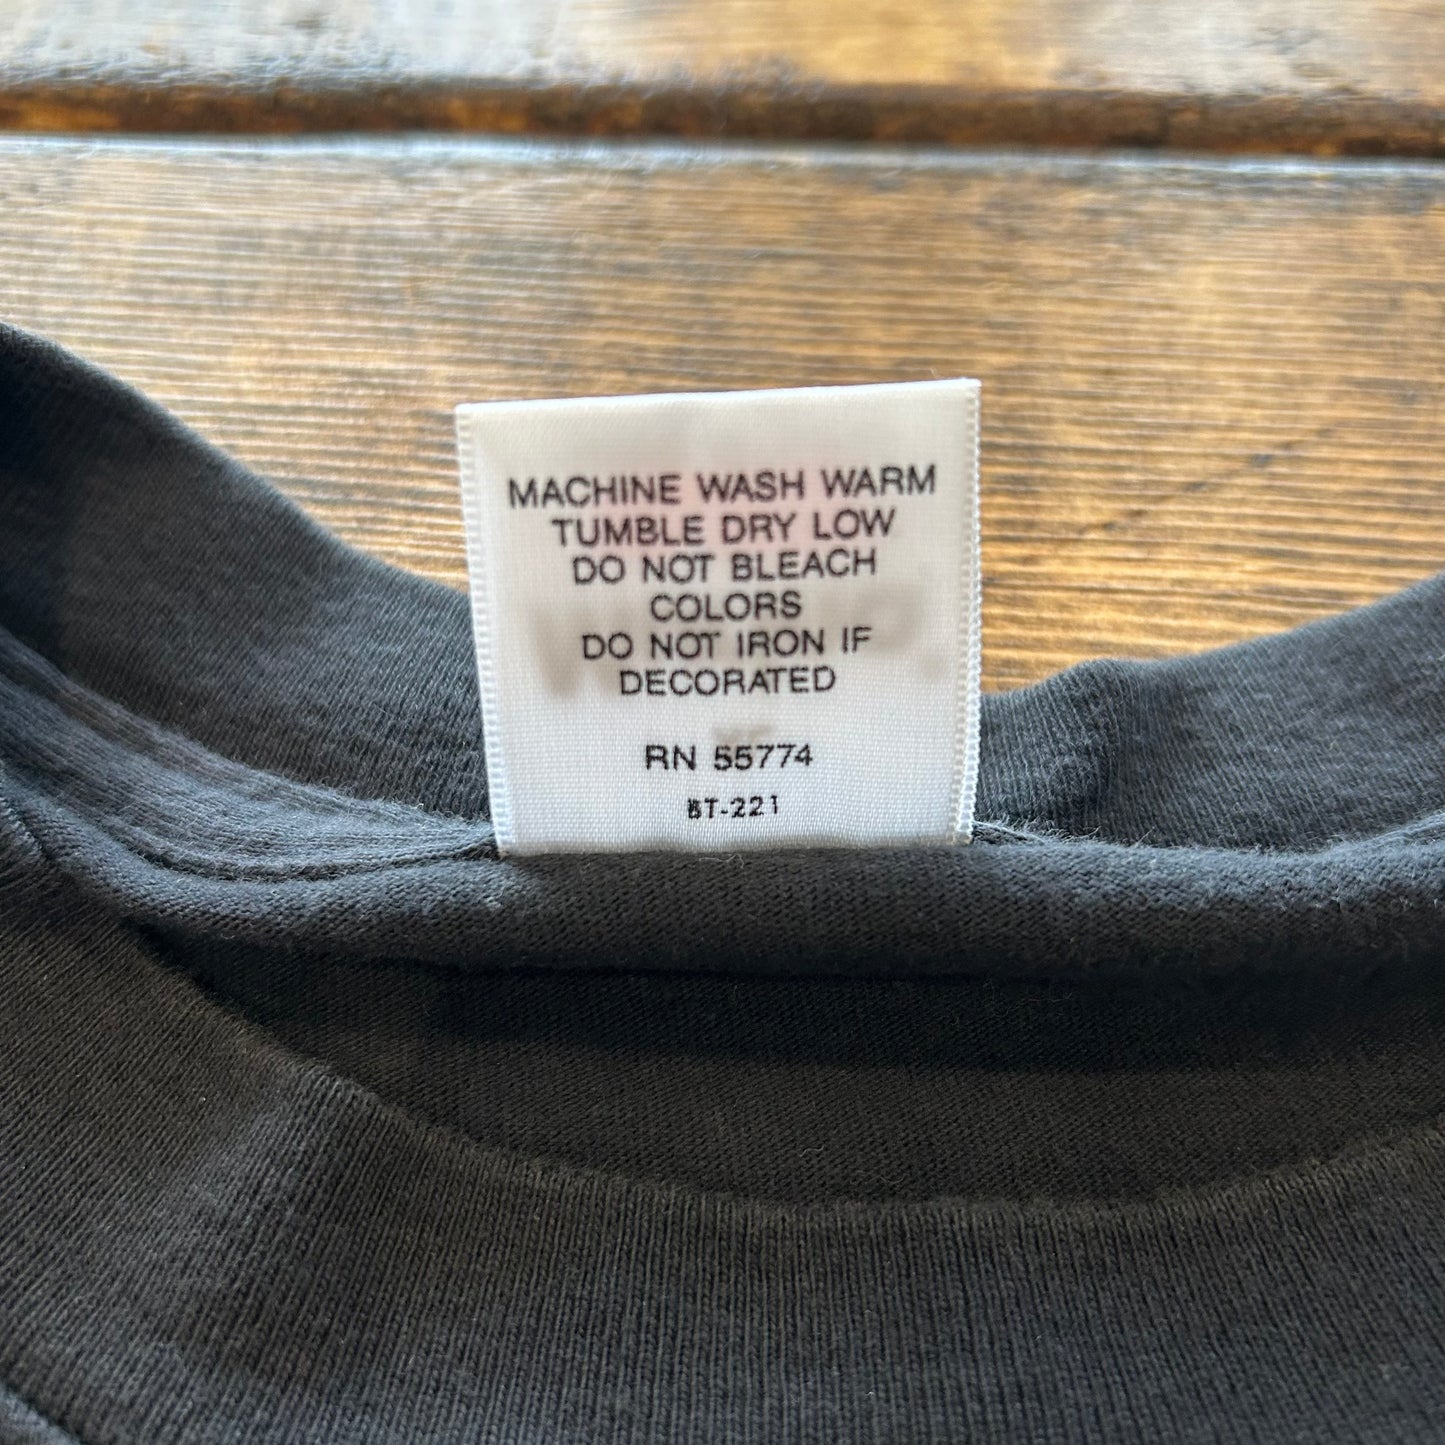 MACHINE WASH WARM
TUMBLE DRY LOW
DO NOT BLEACH
COLORS
DO NOT IRON IF
DECORATED
RN 55774
BT-221